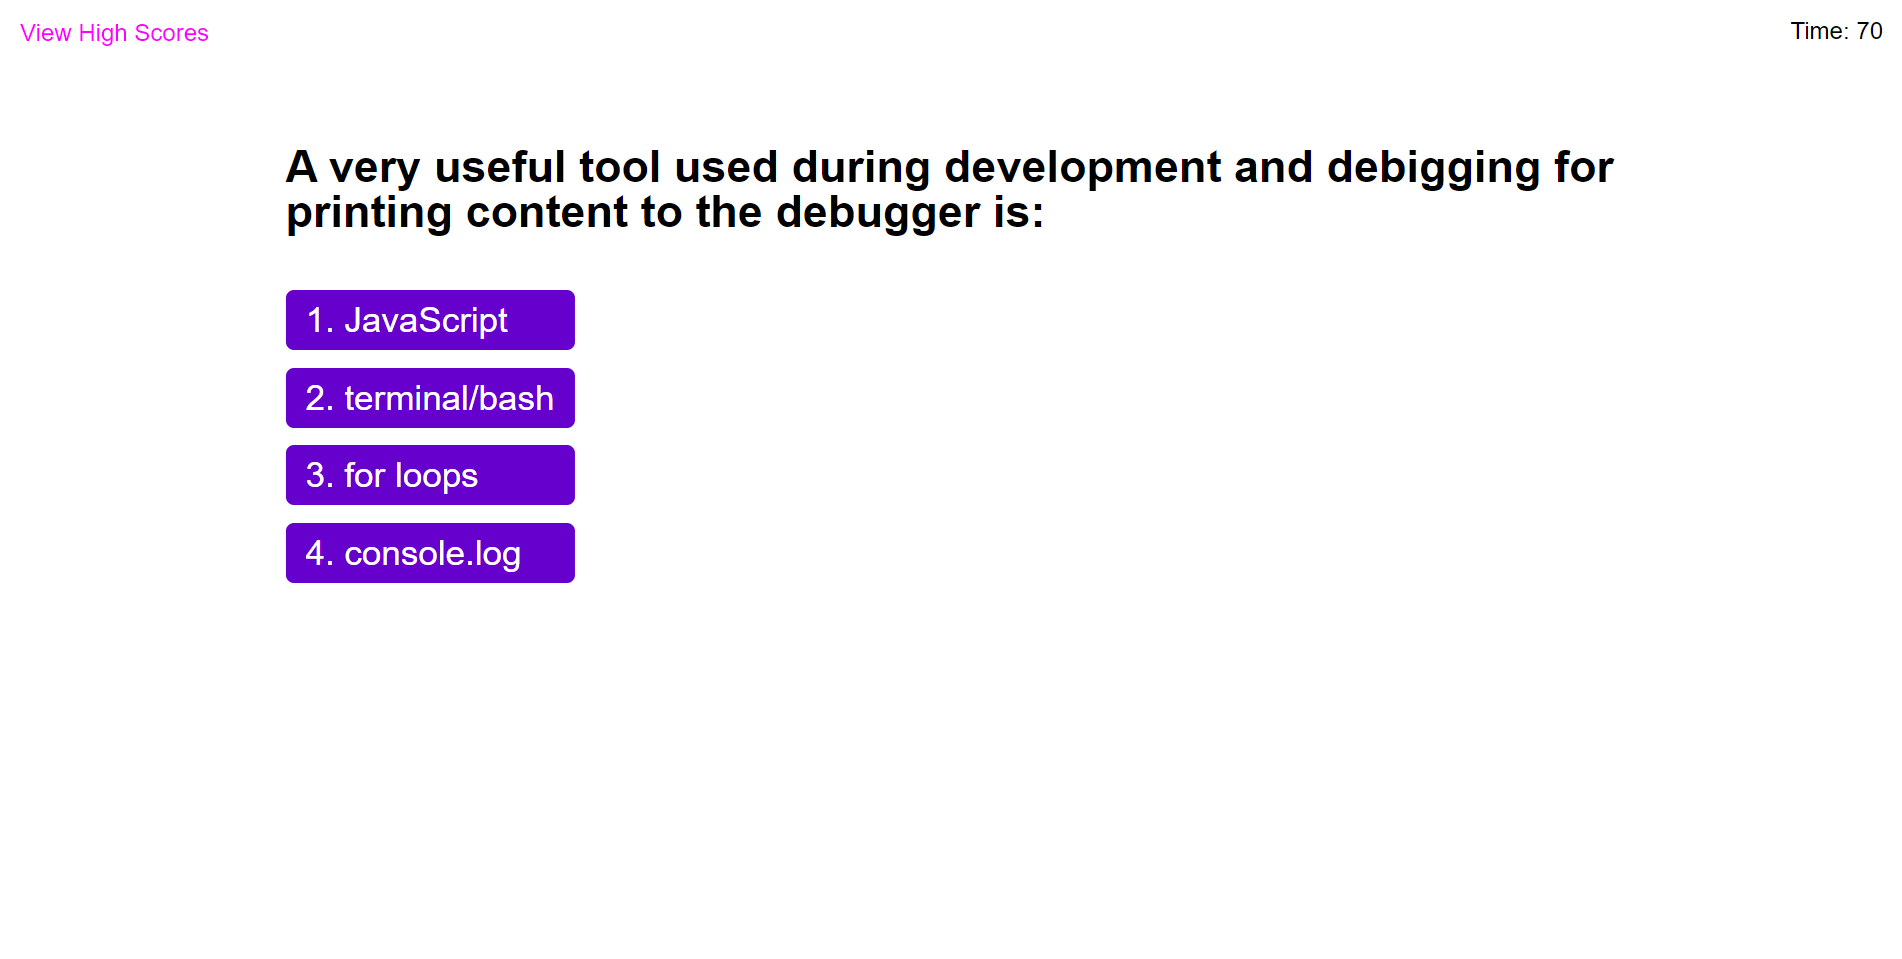 View High Scores
Time: 70
A very useful tool used during development and debigging for
printing content to the debugger is:
1. JavaScript
2. terminal/bash
3. for loops
4. console.log